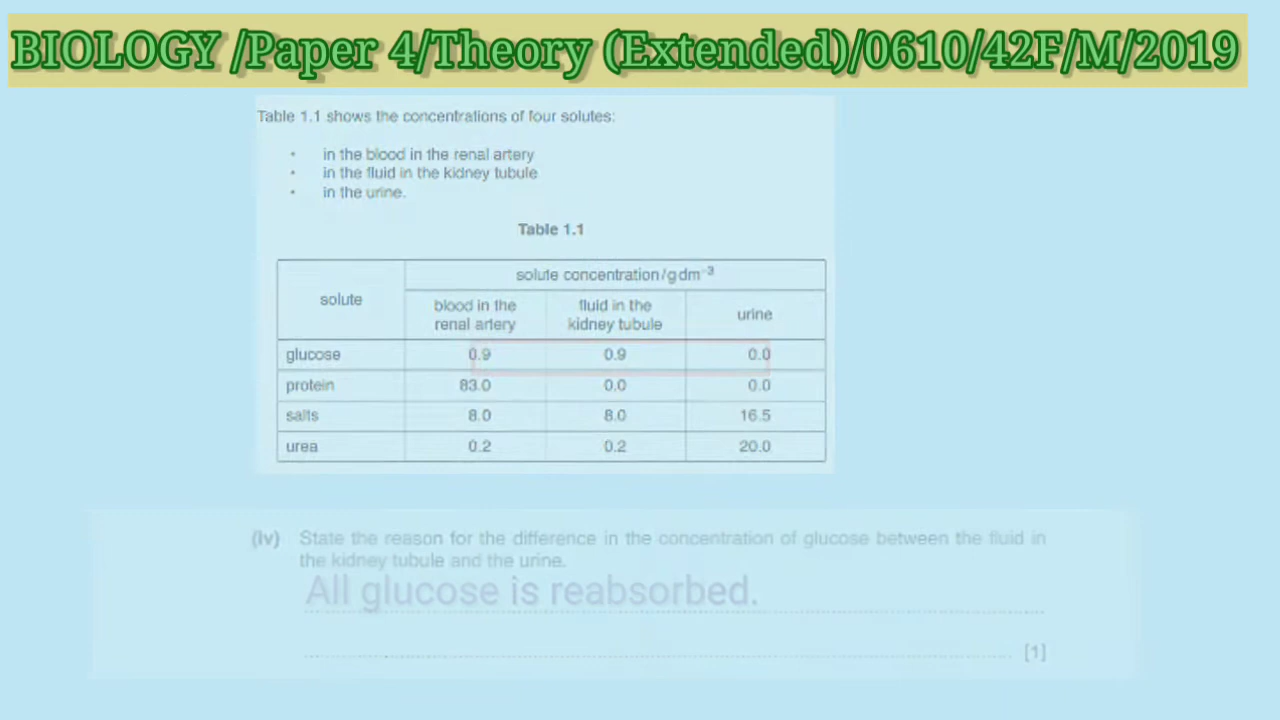 BIOLOGY /Paper 4/Theory (Extended)/0610/42F/M/2019
Table 1.1 shows the concentrations of four solutes:
• in the blood in the renal artery
• in the fluid in the kidney tubule
• in the urine.
Table 1.1
solute
solute concentration/g dm⁻³
blood in the renal artery
fluid in the kidney tubule
urine
glucose 0.9 0.9 0.0
protein 83.0 0.0 0.0
salts 8.0 8.0 16.5
urea 0.2 0.2 20.0
(iv) State the reason for the difference in the concentration of glucose between the fluid in
the kidney tubule and the urine.
All glucose is reabsorbed.
[1]